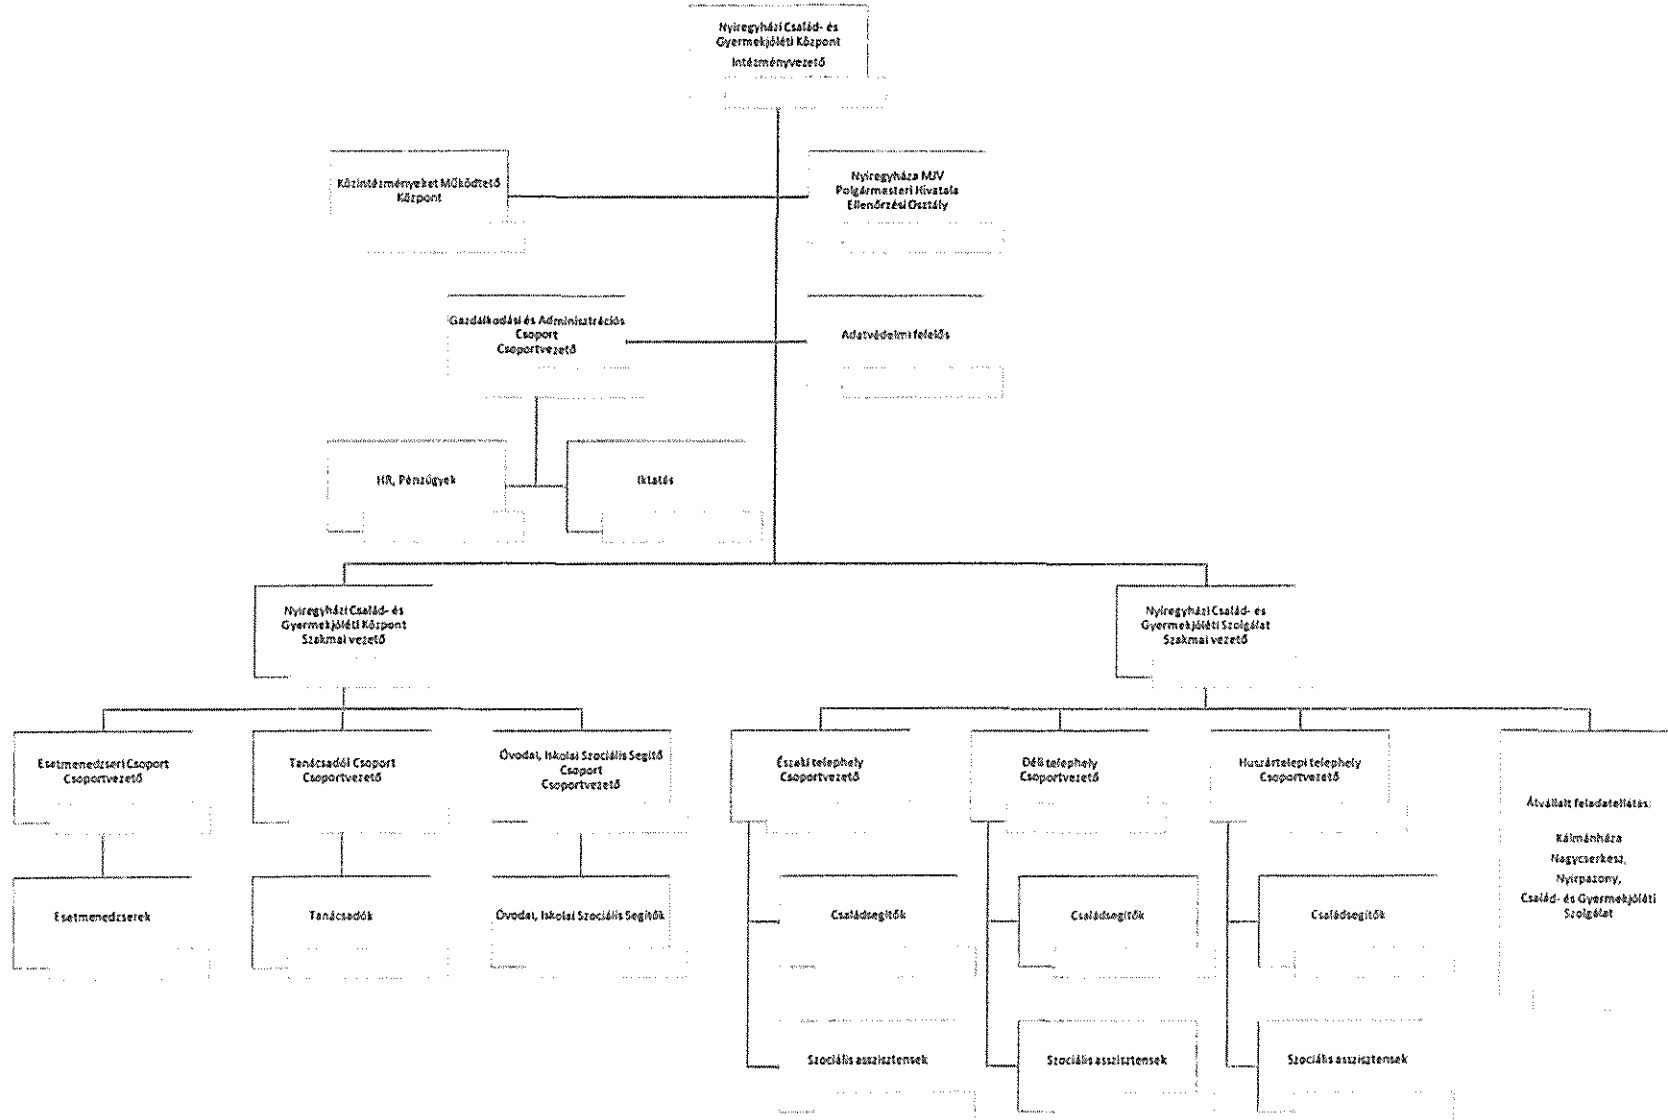 Nyíregyházi Család- és
Gyermekjóléti Központ
Intézményvezető
Közintézményeket Működtető
Központ
Nyíregyháza MJV
Polgármesteri Hivatala
Ellenőrzési Osztály
Gazdálkodási és Adminisztrációs
Csoport
Csoportvezető
Adatvédelmi felelős
HR, Pénzügyek
Iktatás
Nyíregyházi Család- és
Gyermekjóléti Központ
Szakmai vezető
Nyíregyházi Család- és
Gyermekjóléti Szolgálat
Szakmai vezető
Esetmenedzseri Csoport
Csoportvezető
Tanácsadói Csoport
Csoportvezető
Óvodai, Iskolai Szociális Segítő
Csoport
Csoportvezető
Északi telephely
Csoportvezető
Déli telephely
Csoportvezető
Huszártelepi telephely
Csoportvezető
Átvállalt feladatellátás:
Kálmánháza
Nagycserkesz,
Nyírpazony,
Család- és Gyermekjóléti
Szolgálat
Esetmenedzserek
Tanácsadók
Óvodai, Iskolai Szociális Segítők
Családsegítők
Családsegítők
Családsegítők
Szociális asszisztensek
Szociális asszisztensek
Szociális asszisztensek